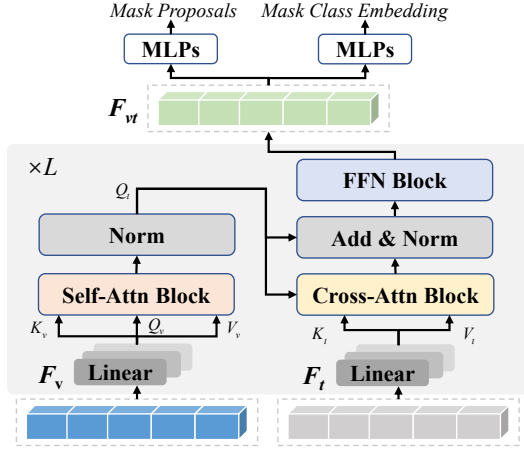 Mask Proposals Mask Class Embedding
MLPs MLPs
F_vt
×L
Q_t
FFN Block
Norm
Add & Norm
Self-Attn Block
Cross-Attn Block
K_v Q_v V_v
K_t V_t
F_v Linear
F_t Linear